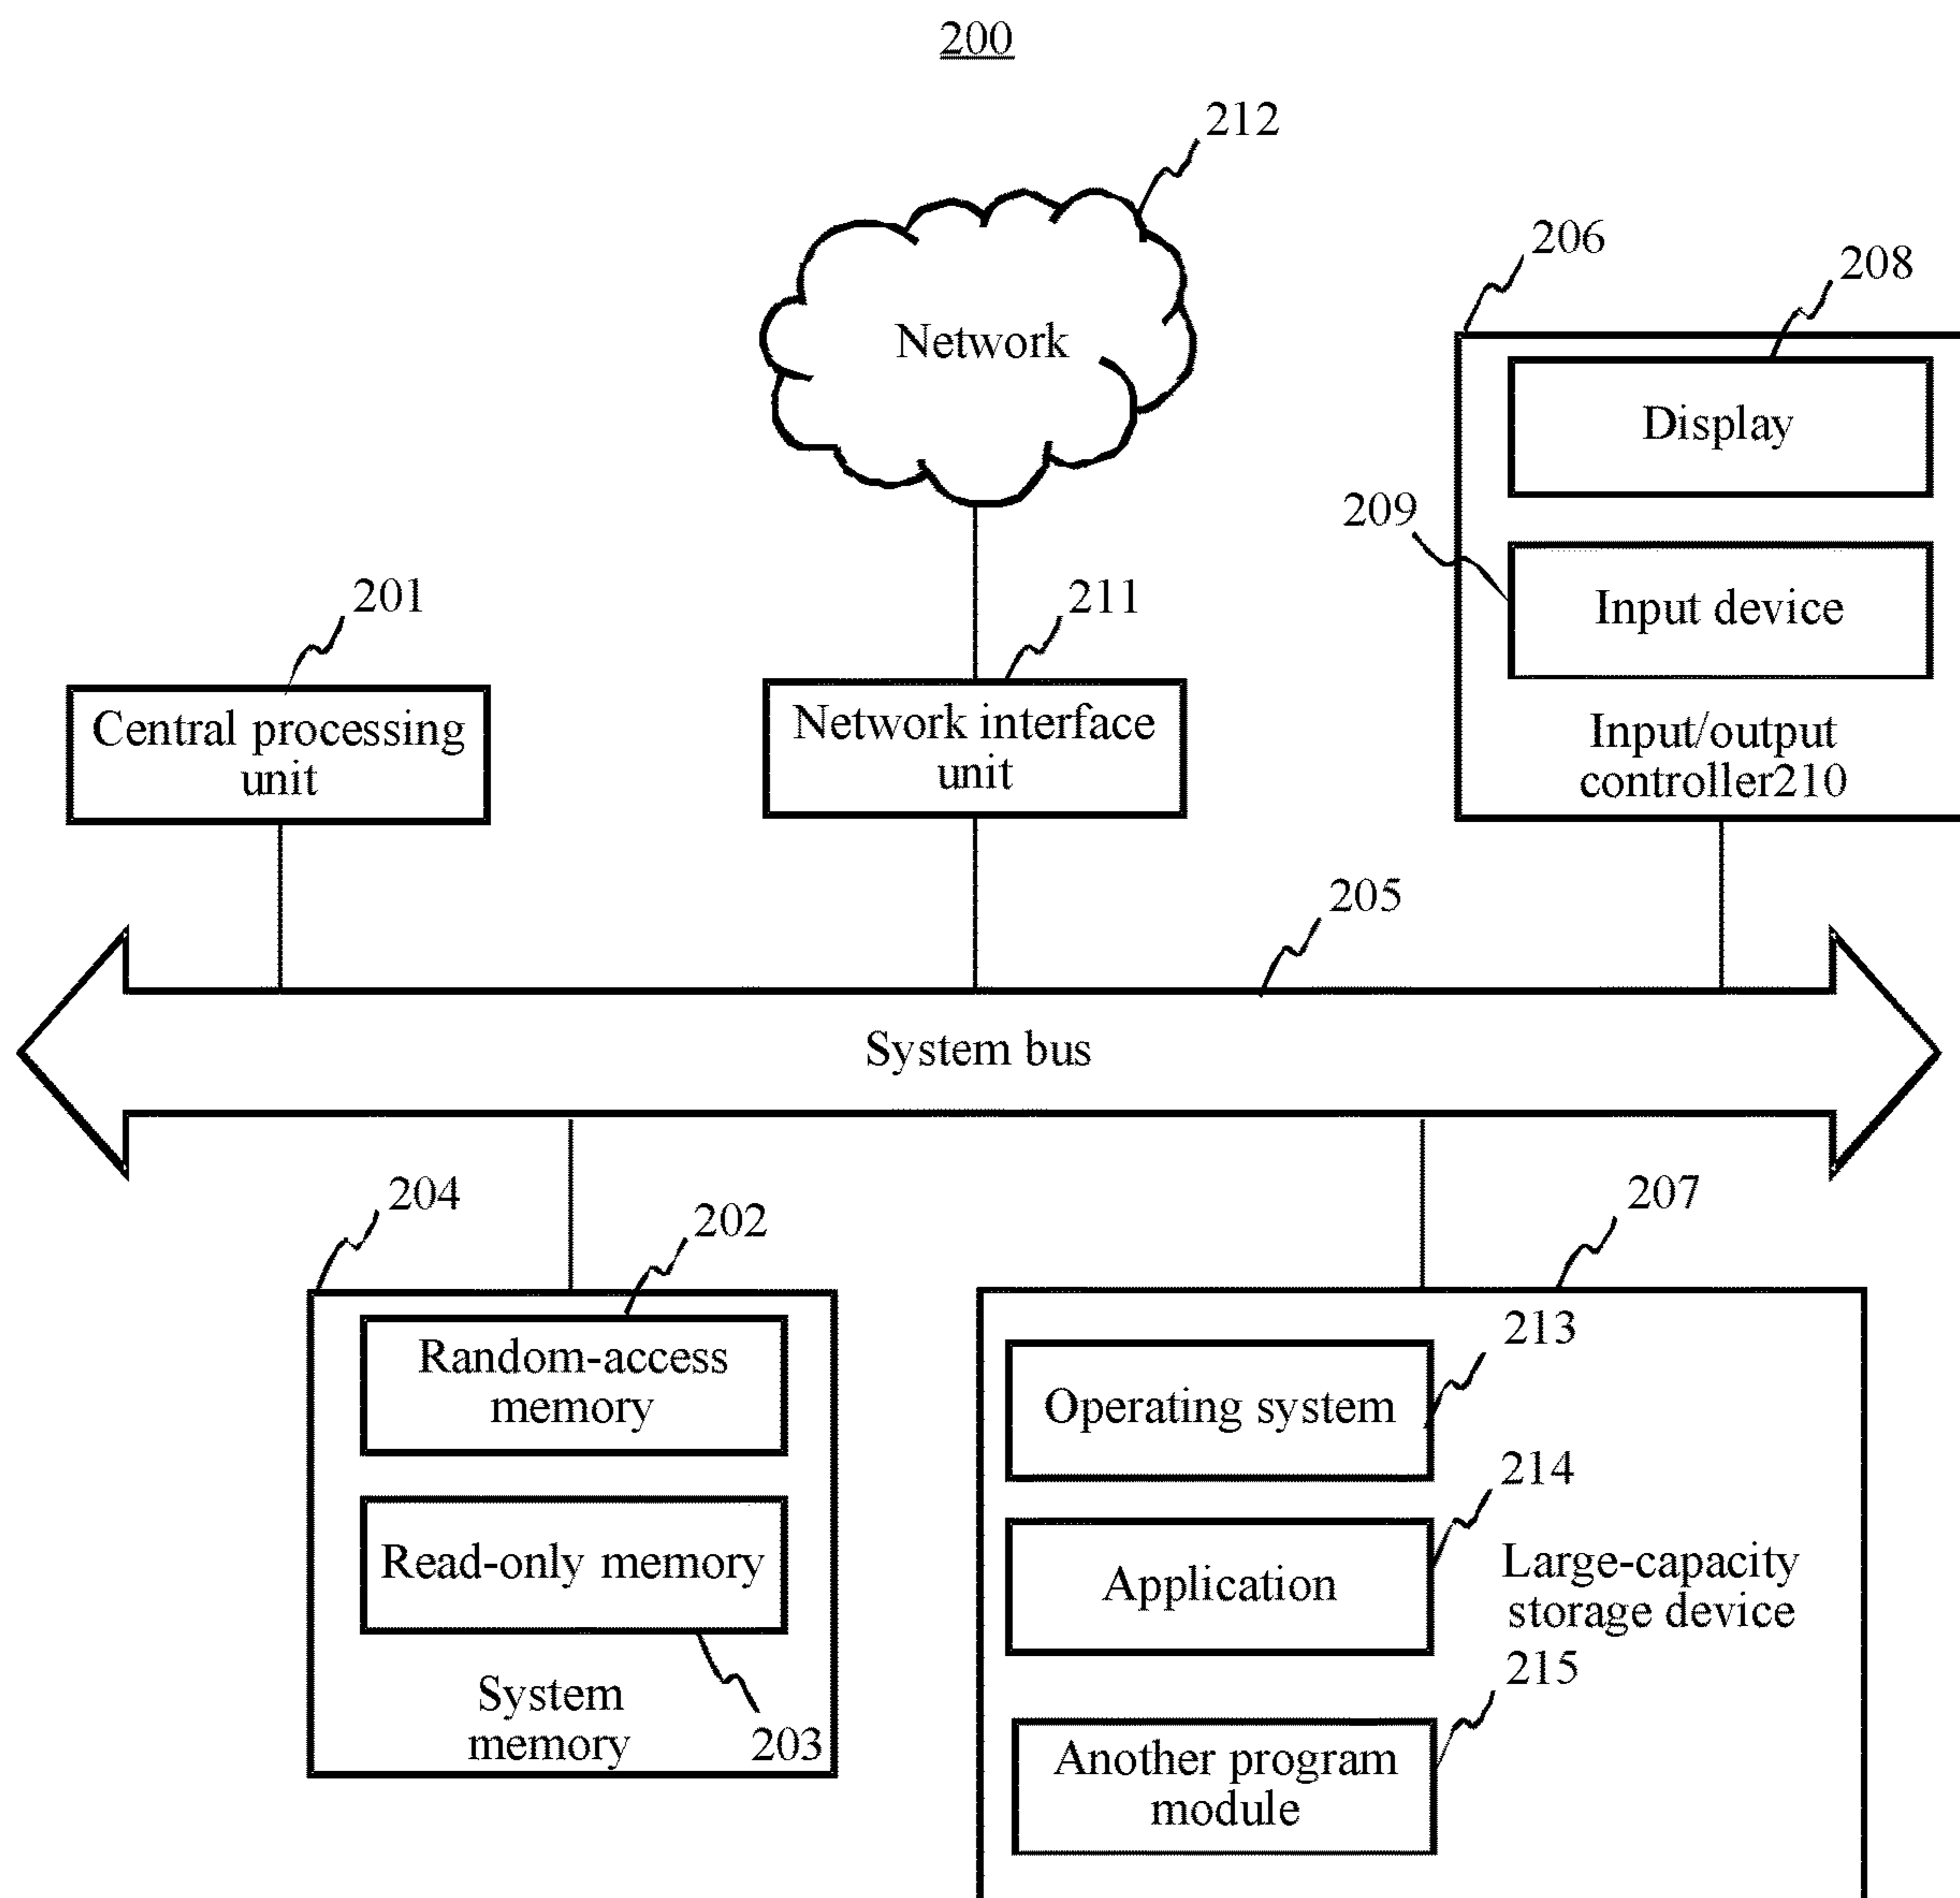 200
212
Network
206
208
Display
209
Input device
Input/output
controller210
201
Central processing
unit
211
Network interface
unit
205
System bus
204
202
Random-access
memory
Read-only memory
203
System
memory
207
213
Operating system
214
Application
Large-capacity
storage device
215
Another program
module